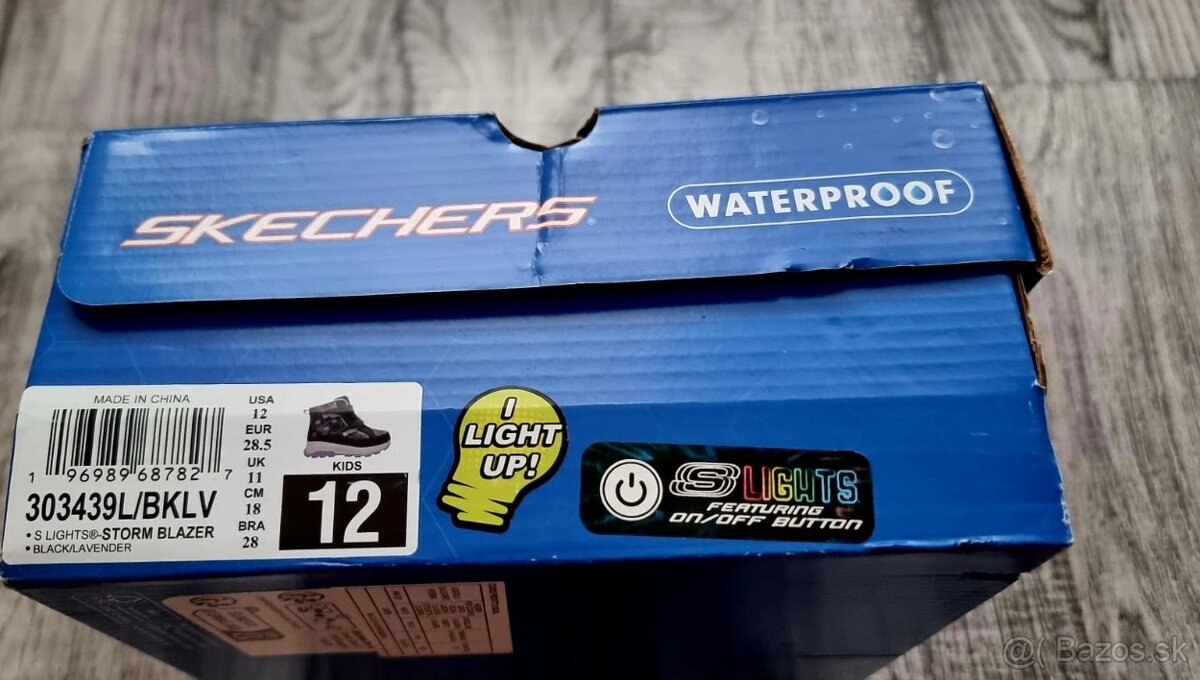 SKECHERS
WATERPROOF
MADE IN CHINA
1 96989 68782 7
303439L/BKLV
• S LIGHTS®-STORM BLAZER
• BLACK/LAVENDER
USA
12
EUR
28.5
UK
11
CM
18
BRA
28
KIDS
12
I
LIGHT
UP!
S LIGHTS
FEATURING
ON/OFF BUTTON
Bazos.sk